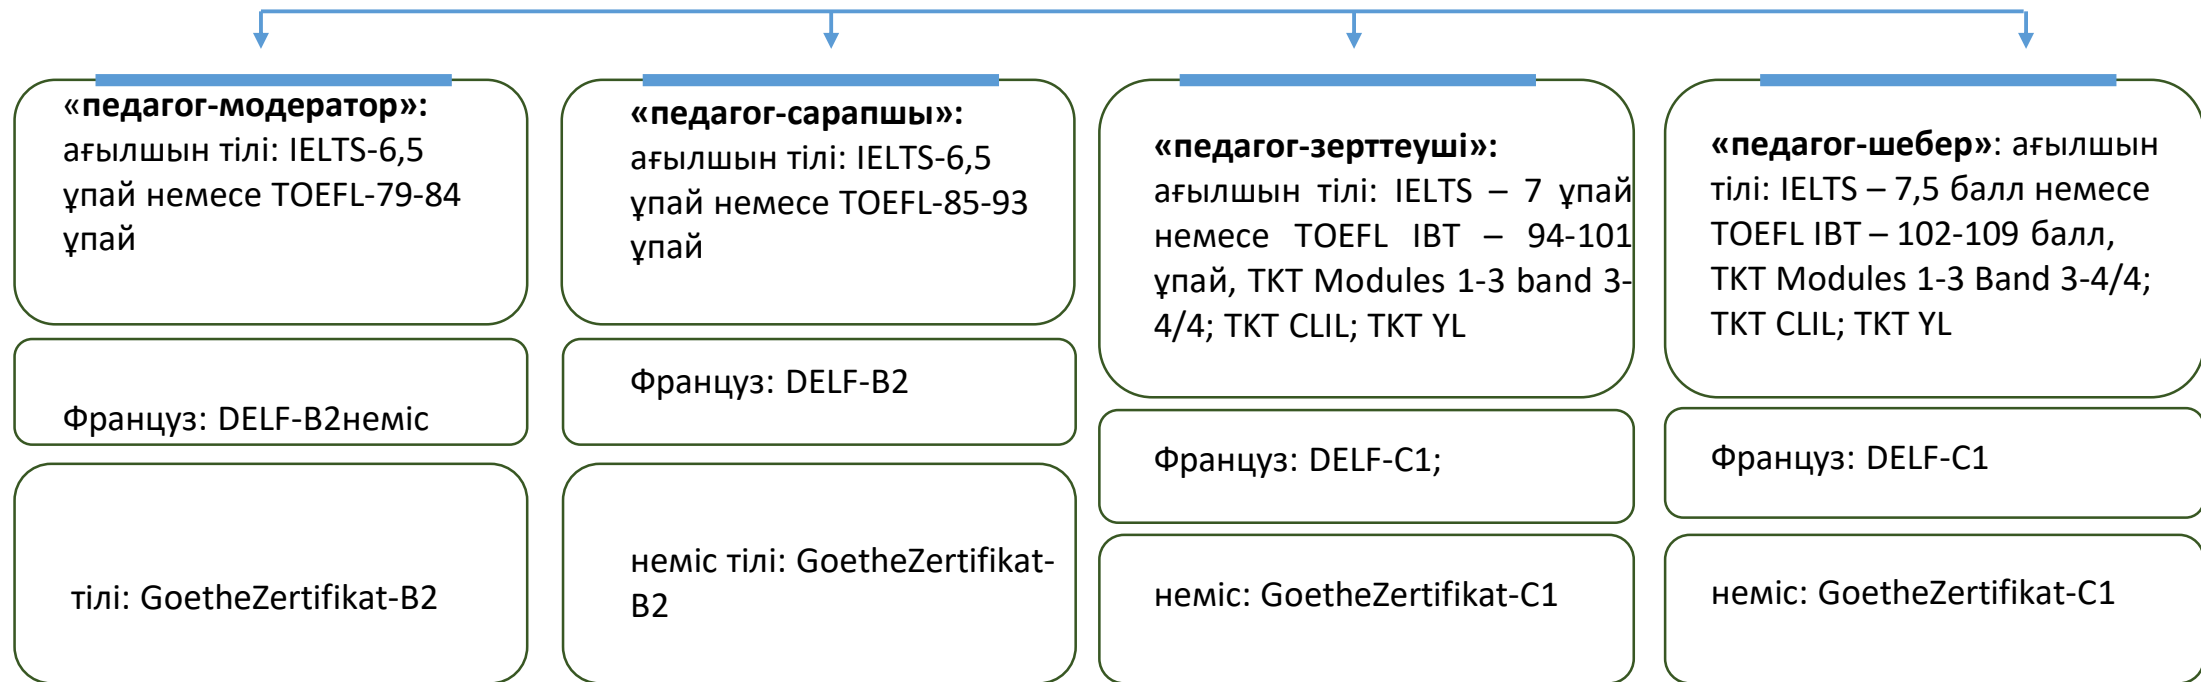 «педагог-модератор»:
ағылшын тілі: IELTS-6,5
ұпай немесе TOEFL-79-84
ұпай
Француз: DELF-B2неміс
тілі: GoetheZertifikat-B2
«педагог-сарапшы»:
ағылшын тілі: IELTS-6,5
ұпай немесе TOEFL-85-93
ұпай
Француз: DELF-B2
неміс тілі: GoetheZertifikat-
B2
«педагог-зерттеуші»:
ағылшын тілі: IELTS – 7 ұпай
немесе TOEFL IBT – 94-101
ұпай, TKT Modules 1-3 band 3-
4/4; TKT CLIL; TKT YL
Француз: DELF-C1;
неміс: GoetheZertifikat-C1
«педагог-шебер»: ағылшын
тілі: IELTS – 7,5 балл немесе
TOEFL IBT – 102-109 балл,
TKT Modules 1-3 Band 3-4/4;
TKT CLIL; TKT YL
Француз: DELF-C1
неміс: GoetheZertifikat-C1